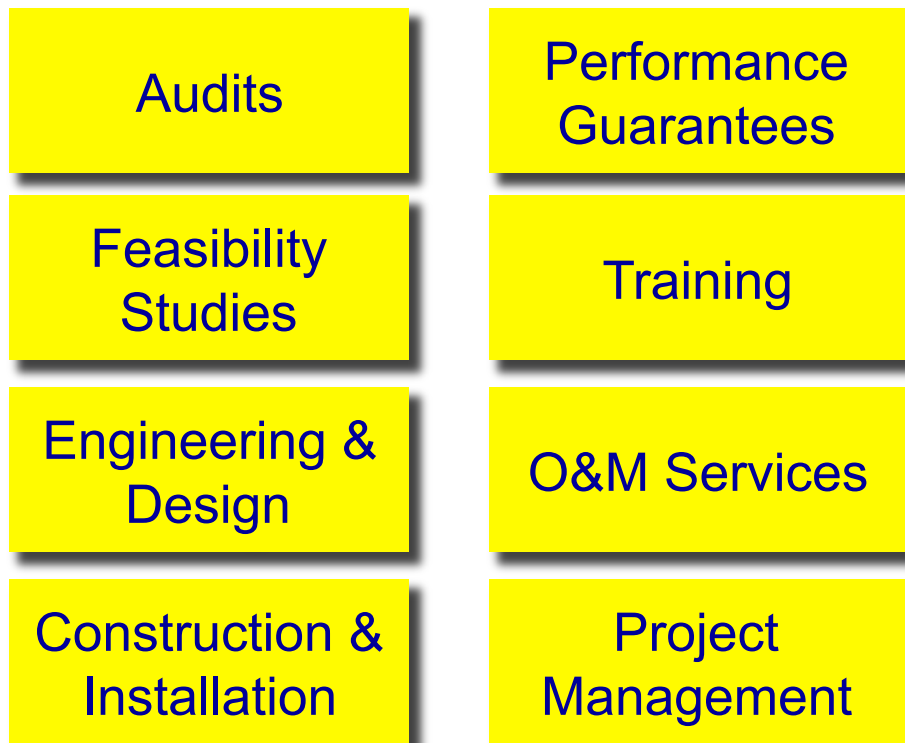 Audits
Performance
Guarantees
Feasibility
Studies
Training
Engineering &
Design
O&M Services
Construction &
Installation
Project
Management